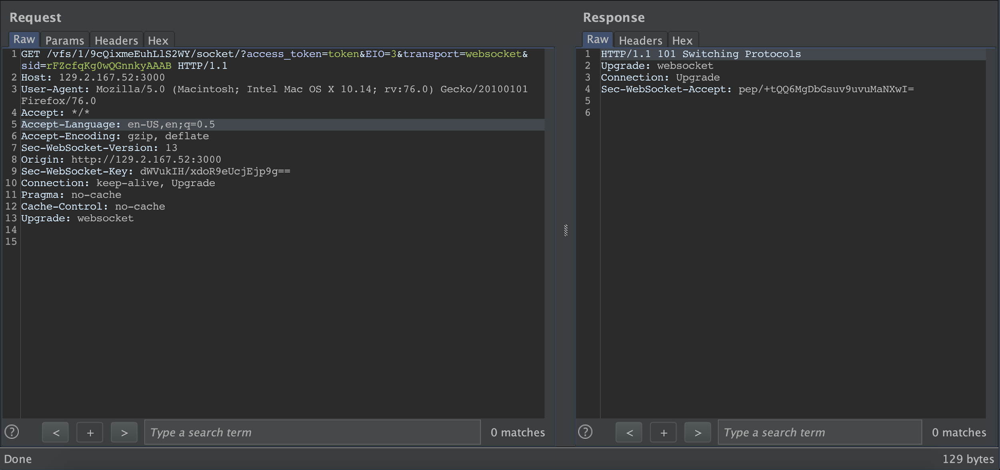 Request
Raw Params Headers Hex
1 GET /vfs/1/9cQixmeEuhLlS2WY/socket/?access_token=token&EIO=3&transport=websocket&
sid=rFZcfqKg0wQGnnkyAAAB HTTP/1.1
2 Host: 129.2.167.52:3000
3 User-Agent: Mozilla/5.0 (Macintosh; Intel Mac OS X 10.14; rv:76.0) Gecko/20100101
Firefox/76.0
4 Accept: */*
5 Accept-Language: en-US,en;q=0.5
6 Accept-Encoding: gzip, deflate
7 Sec-WebSocket-Version: 13
8 Origin: http://129.2.167.52:3000
9 Sec-WebSocket-Key: dWVukIH/xdoR9eUcjEjp9g==
10 Connection: keep-alive, Upgrade
11 Pragma: no-cache
12 Cache-Control: no-cache
13 Upgrade: websocket
14
15
? < + > Type a search term 0 matches
Response
Raw Headers Hex
1 HTTP/1.1 101 Switching Protocols
2 Upgrade: websocket
3 Connection: Upgrade
4 Sec-WebSocket-Accept: pep/+tQQ6MgDbGsuv9uvuMaNXwI=
5
6
? < + > Type a search term 0 matches
Done
129 bytes